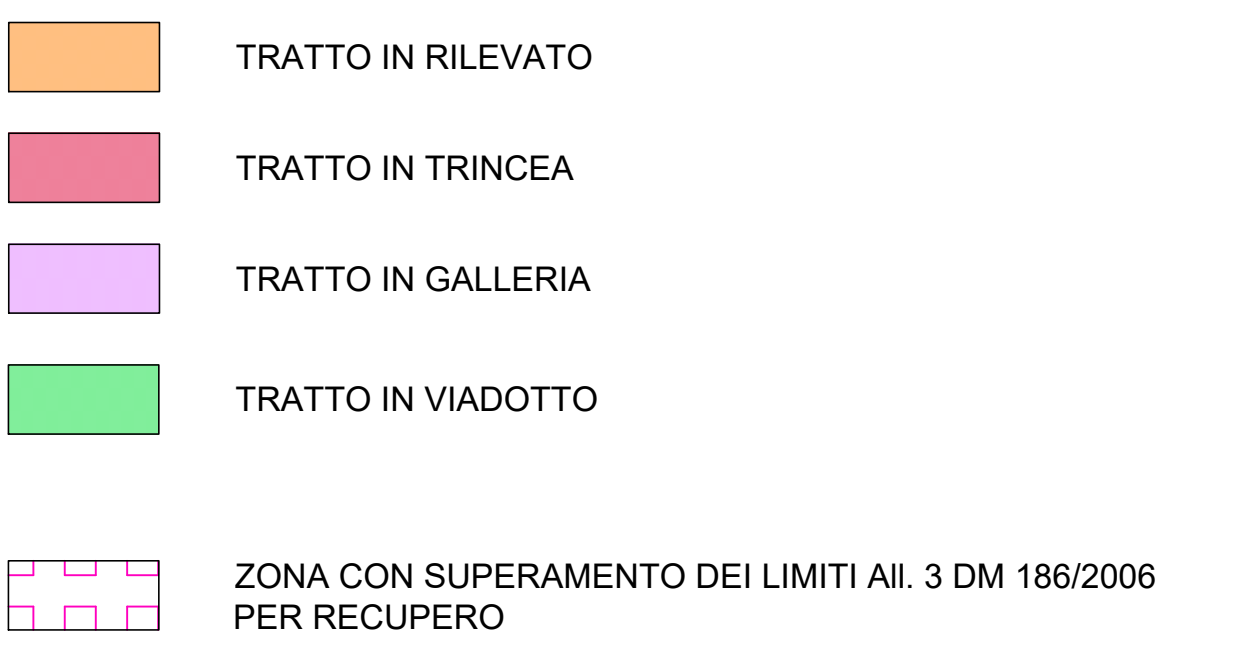 TRATTO IN RILEVATO
TRATTO IN TRINCEA
TRATTO IN GALLERIA
TRATTO IN VIADOTTO
ZONA CON SUPERAMENTO DEI LIMITI All. 3 DM 186/2006
PER RECUPERO